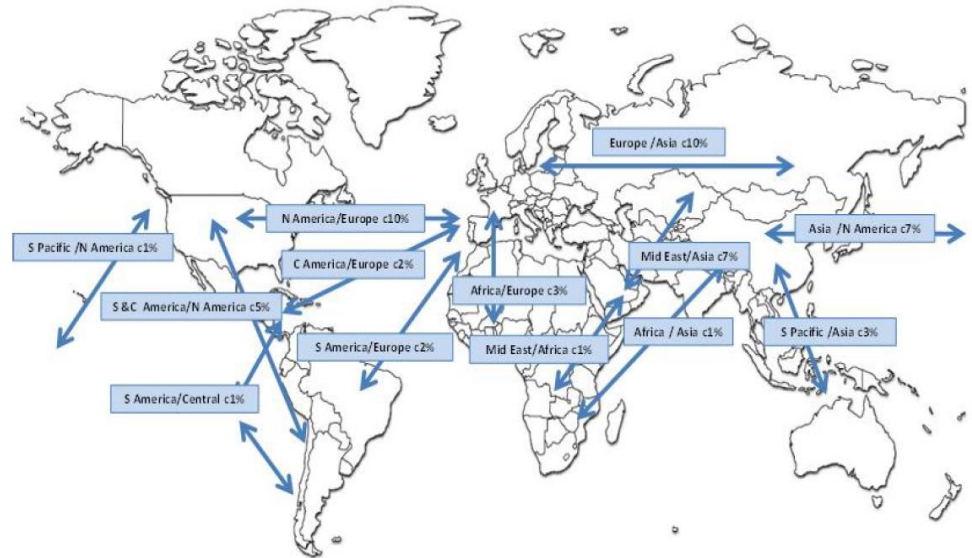 Europe /Asia c10%
N America/Europe c10%
Asia /N America c7%
S Pacific /N America c1%
C America/Europe c2%
Mid East/Asia c7%
Africa/Europe c3%
S &C America/N America c5%
Africa / Asia c1%
S Pacific /Asia c3%
S America/Europe c2%
Mid East/Africa c1%
S America/Central c1%